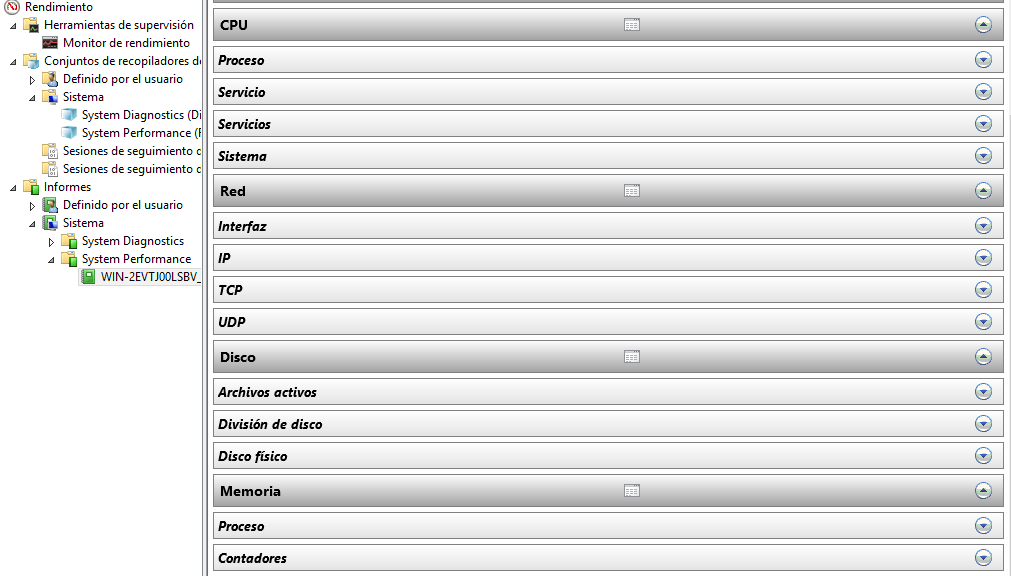 Rendimiento
Herramientas de supervisión
Monitor de rendimiento
Conjuntos de recopiladores de
Definido por el usuario
Sistema
System Diagnostics (Di
System Performance (P
Sesiones de seguimiento d
Sesiones de seguimiento d
Informes
Definido por el usuario
Sistema
System Diagnostics
System Performance
WIN-2EVTJ00LSBV_
CPU
Proceso
Servicio
Servicios
Sistema
Red
Interfaz
IP
TCP
UDP
Disco
Archivos activos
División de disco
Disco físico
Memoria
Proceso
Contadores